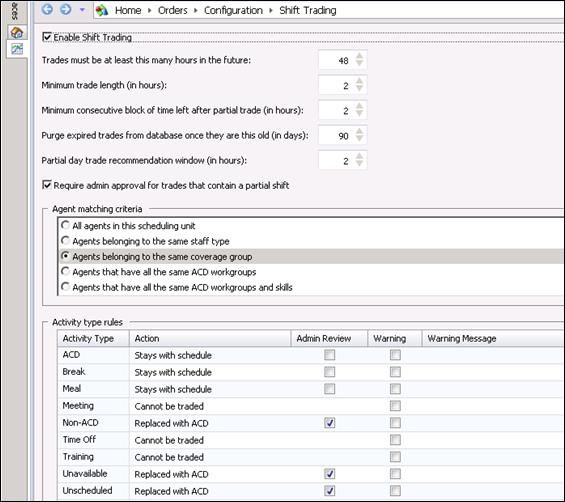 aces
Home Orders Configuration Shift Trading
Enable Shift Trading
Trades must be at least this many hours in the future: 48
Minimum trade length (in hours): 2
Minimum consecutive block of time left after partial trade (in hours): 2
Purge expired trades from database once they are this old (in days): 90
Partial day trade recommendation window (in hours): 2
Require admin approval for trades that contain a partial shift
Agent matching criteria
All agents in this scheduling unit
Agents belonging to the same staff type
Agents belonging to the same coverage group
Agents that have all the same ACD workgroups
Agents that have all the same ACD workgroups and skills
Activity type rules
Activity Type Action Admin Review Warning Warning Message
ACD Stays with schedule
Break Stays with schedule
Meal Stays with schedule
Meeting Cannot be traded
Non-ACD Replaced with ACD
Time Off Cannot be traded
Training Cannot be traded
Unavailable Replaced with ACD
Unscheduled Replaced with ACD